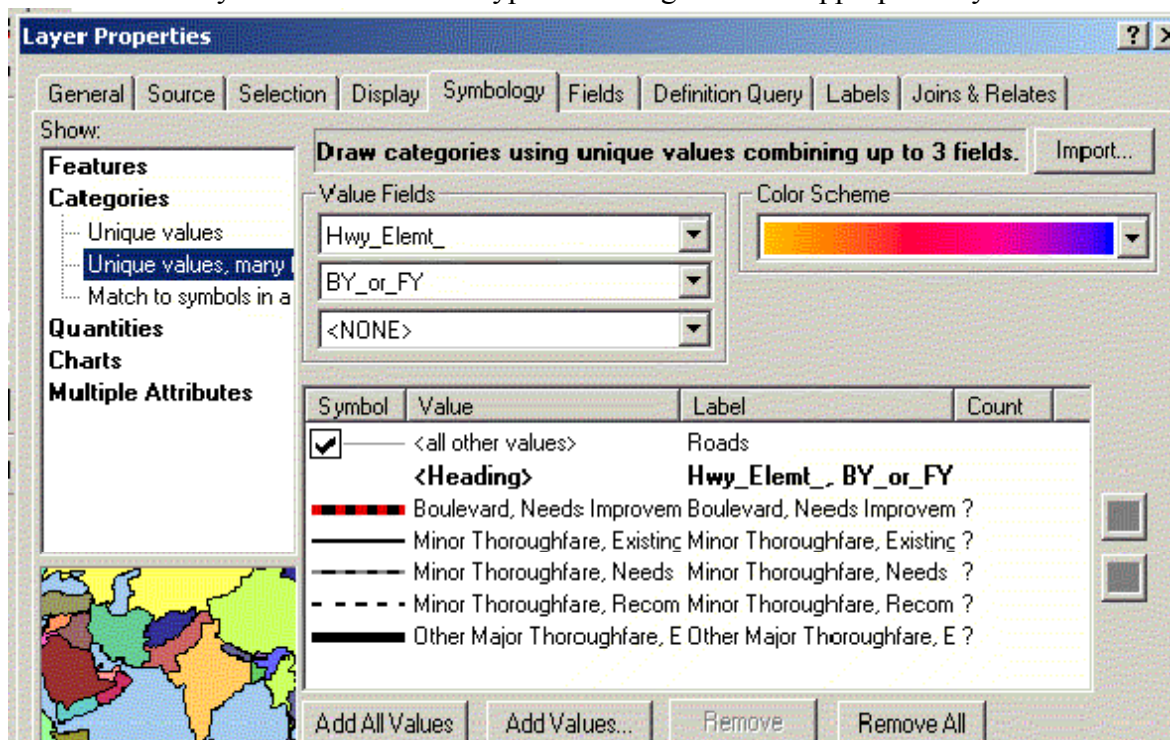 Layer Properties
General Source Selection Display Symbology Fields Definition Query Labels Joins & Relates
Show:
Features
Categories
Unique values
Unique values, many
Match to symbols in a
Quantities
Charts
Multiple Attributes
Draw categories using unique values combining up to 3 fields. Import...
Value Fields
Hwy_Elemt_
BY_or_FY
<NONE>
Color Scheme
Symbol Value Label Count
<all other values> Roads
<Heading> Hwy_Elemt_, BY_or_FY
Boulevard, Needs Improvem Boulevard, Needs Improvem ?
Minor Thoroughfare, Existing Minor Thoroughfare, Existing ?
Minor Thoroughfare, Needs Minor Thoroughfare, Needs ?
Minor Thoroughfare, Recom Minor Thoroughfare, Recom ?
Other Major Thoroughfare, E Other Major Thoroughfare, E ?
Add All Values Add Values... Remove Remove All